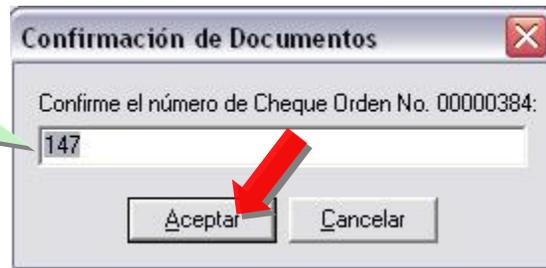 Confirmación de Documentos
Confirme el número de Cheque Orden No. 00000384:
147
Aceptar
Cancelar